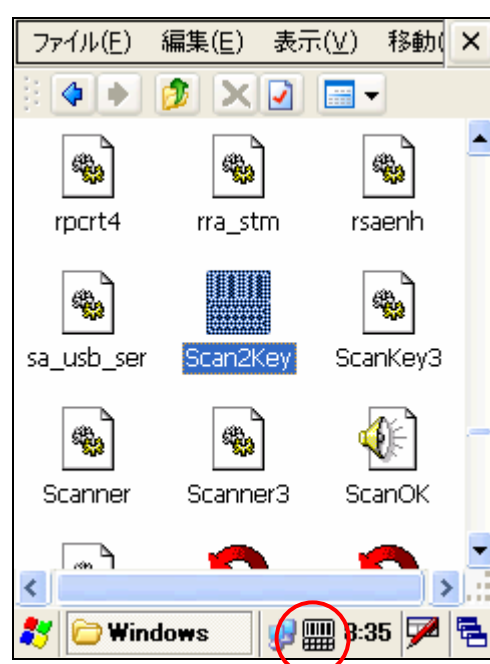 ファイル(F) 編集(E) 表示(V) 移動(
rpcrt4 rra_stm rsaenh
sa_usb_ser Scan2Key ScanKey3
Scanner Scanner3 ScanOK
Windows 8:35